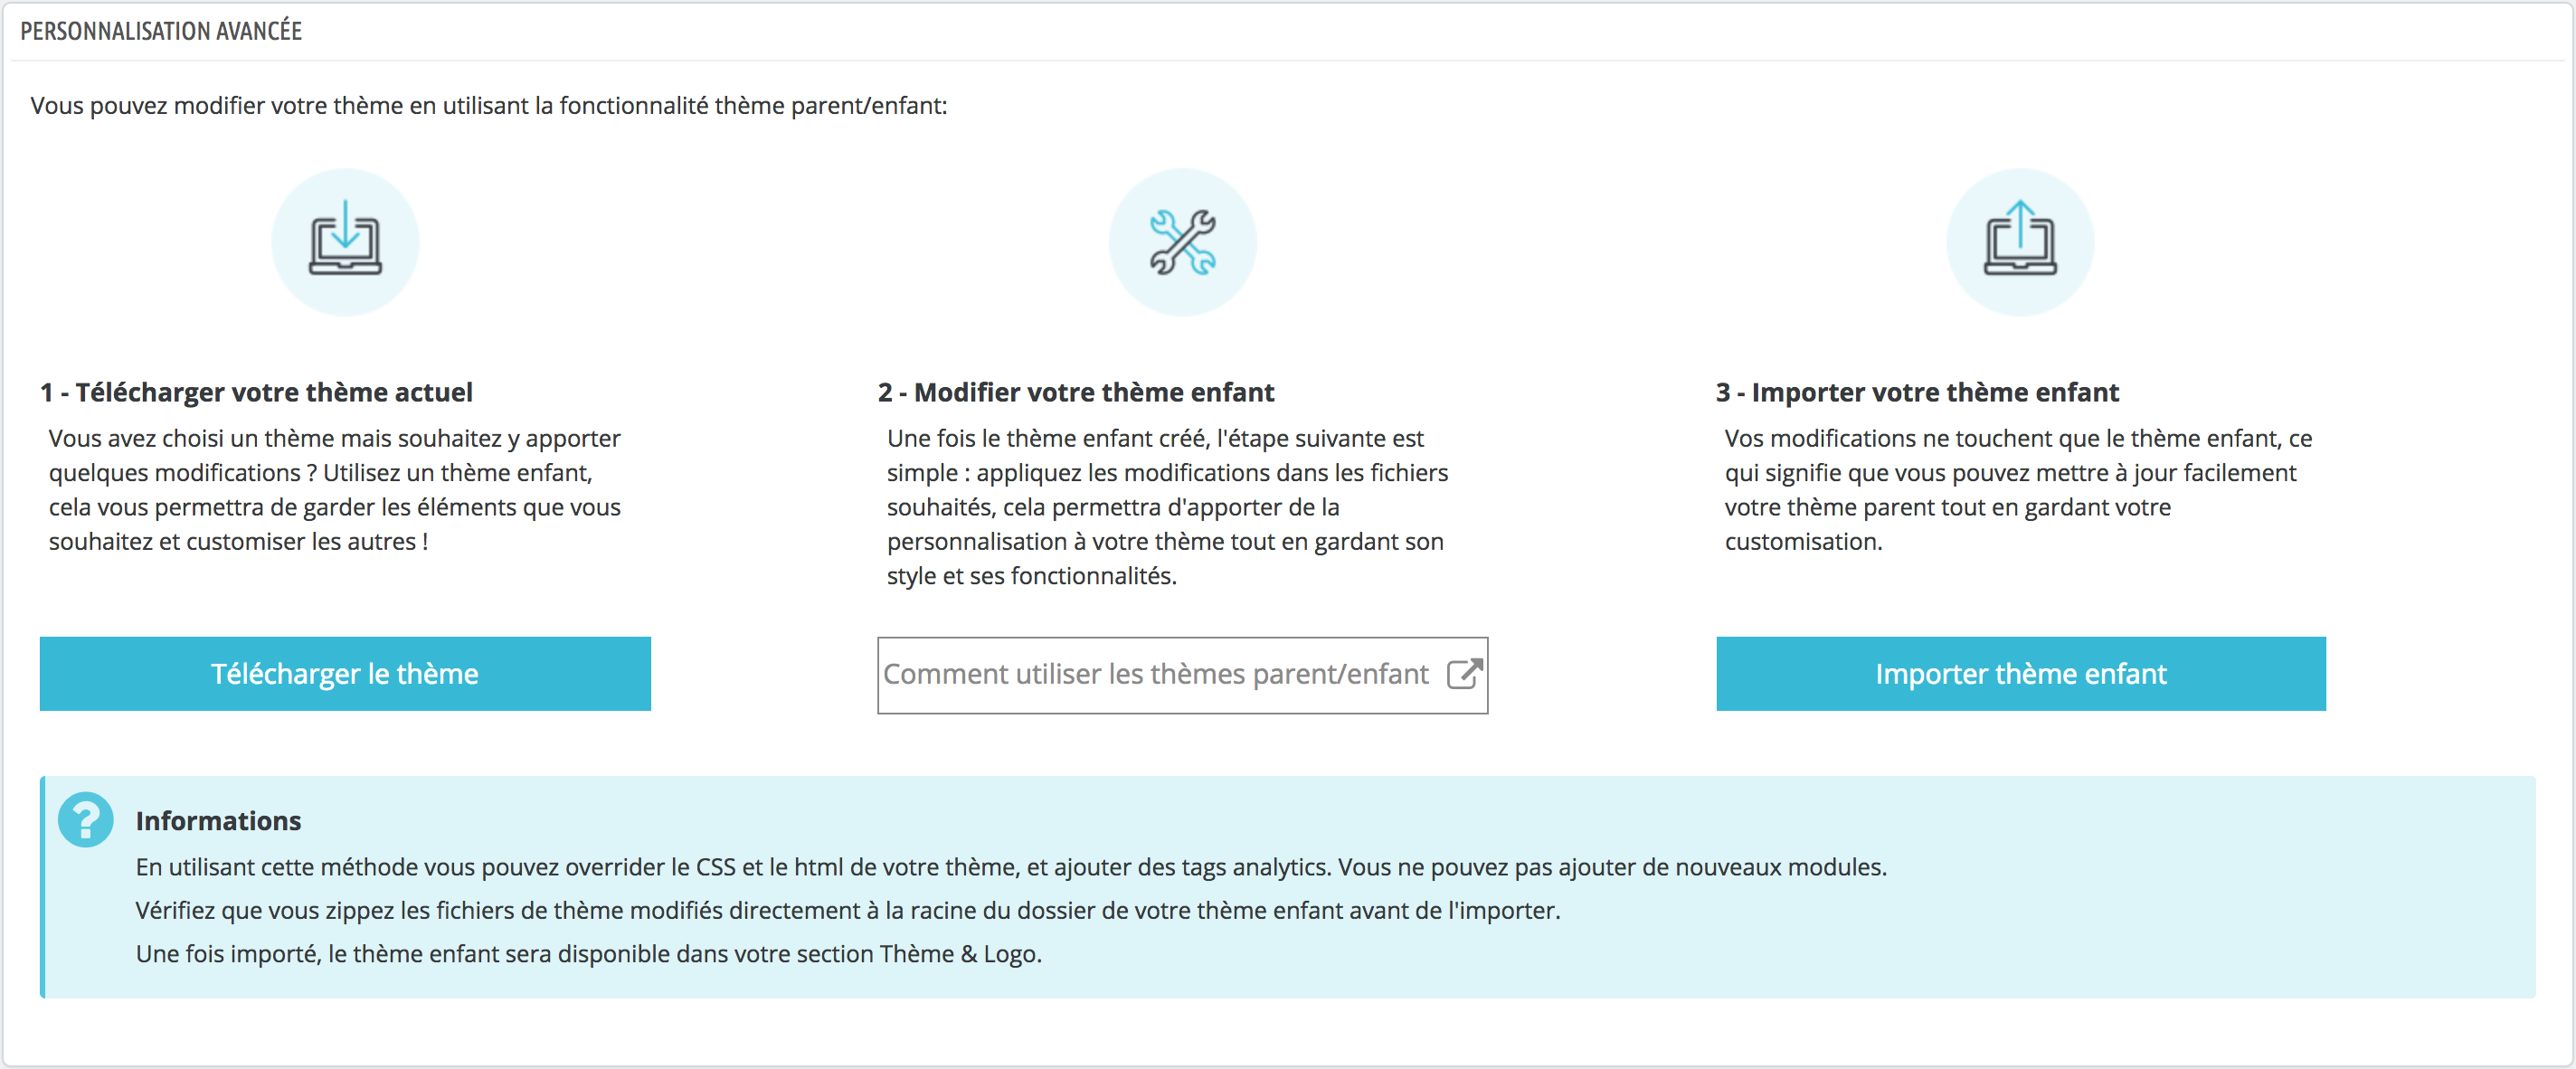 PERSONNALISATION AVANCÉE
Vous pouvez modifier votre thème en utilisant la fonctionnalité thème parent/enfant:
1 - Télécharger votre thème actuel
Vous avez choisi un thème mais souhaitez y apporter
quelques modifications ? Utilisez un thème enfant,
cela vous permettra de garder les éléments que vous
souhaitez et customiser les autres !
Télécharger le thème
2 - Modifier votre thème enfant
Une fois le thème enfant créé, l'étape suivante est
simple : appliquez les modifications dans les fichiers
souhaités, cela permettra d'apporter de la
personnalisation à votre thème tout en gardant son
style et ses fonctionnalités.
Comment utiliser les thèmes parent/enfant
3 - Importer votre thème enfant
Vos modifications ne touchent que le thème enfant, ce
qui signifie que vous pouvez mettre à jour facilement
votre thème parent tout en gardant votre
customisation.
Importer thème enfant
Informations
En utilisant cette méthode vous pouvez overrider le CSS et le html de votre thème, et ajouter des tags analytics. Vous ne pouvez pas ajouter de nouveaux modules.
Vérifiez que vous zippez les fichiers de thème modifiés directement à la racine du dossier de votre thème enfant avant de l'importer.
Une fois importé, le thème enfant sera disponible dans votre section Thème & Logo.